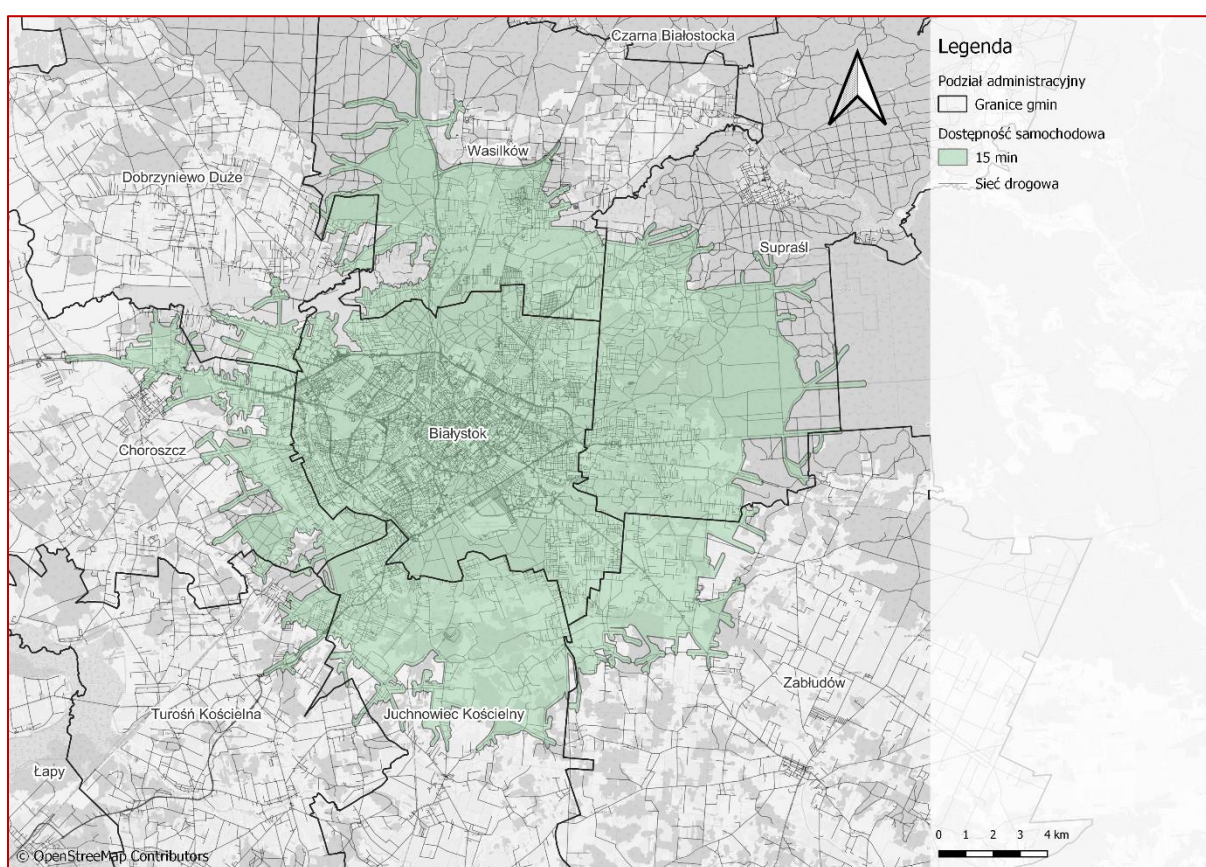 Czarna Białostocka
Wasilków
Dobrzyniewo Duże
Supraśl
Białystok
Choroszcz
Zabłudów
Turośń Kościelna
Juchnowiec Kościelny
Łapy
© OpenStreetMap Contributors
Legenda
Podział administracyjny
Granice gmin
Dostępność samochodowa
15 min
Sieć drogowa
0 1 2 3 4 km